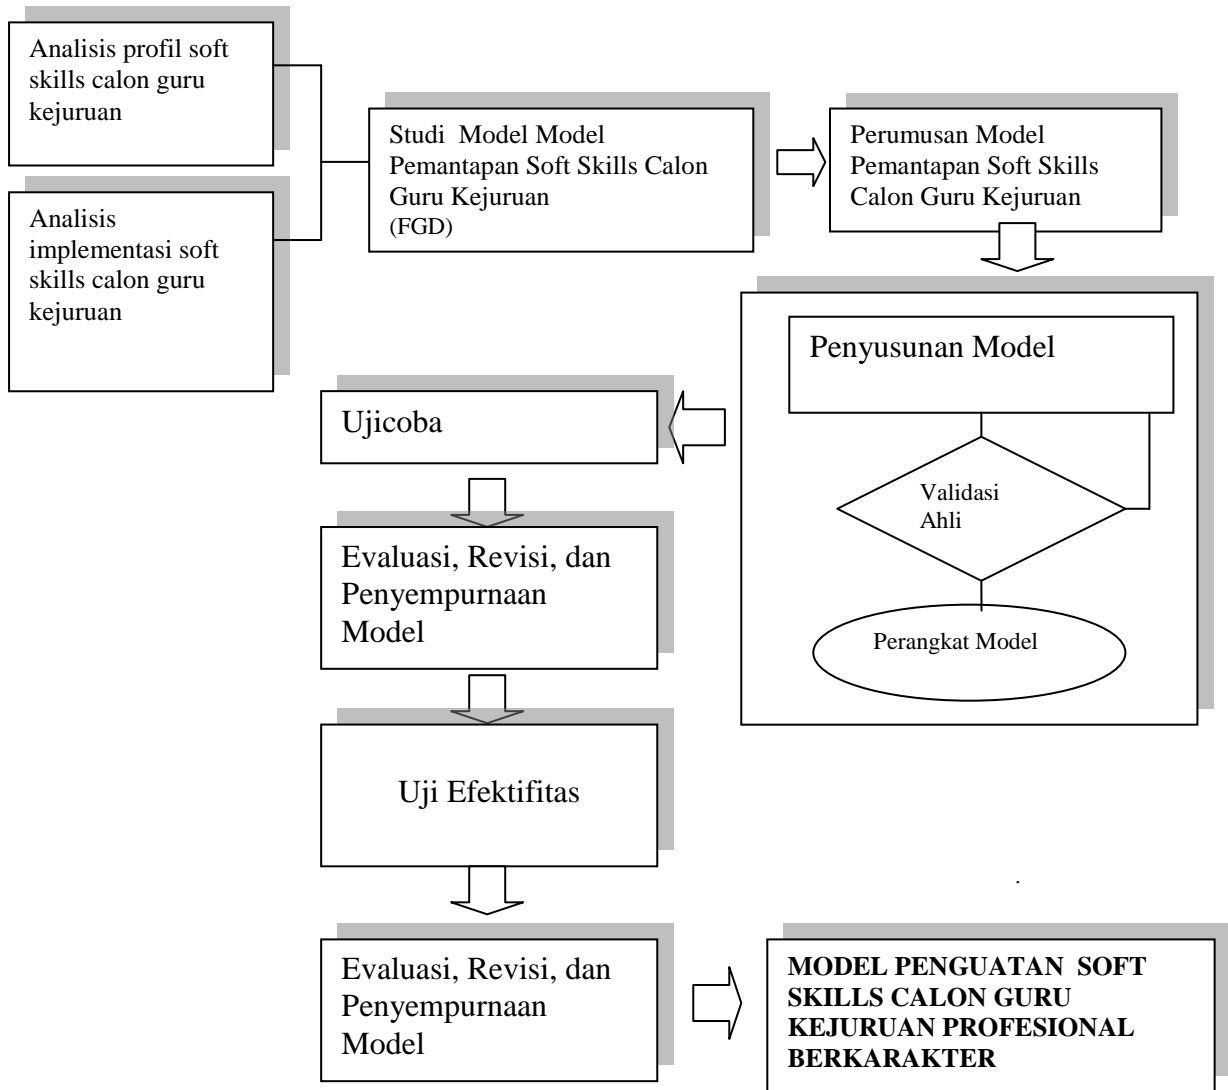 Analisis profil soft
skills calon guru
kejuruan
Analisis
implementasi soft
skills calon guru
kejuruan
Studi Model Model
Pemantapan Soft Skills Calon
Guru Kejuruan
(FGD)
Perumusan Model
Pemantapan Soft Skills
Calon Guru Kejuruan
Penyusunan Model
Validasi
Ahli
Perangkat Model
Ujicoba
Evaluasi, Revisi, dan
Penyempurnaan
Model
Uji Efektifitas
.
Evaluasi, Revisi, dan
Penyempurnaan
Model
MODEL PENGUATAN SOFT
SKILLS CALON GURU
KEJURUAN PROFESIONAL
BERKARAKTER